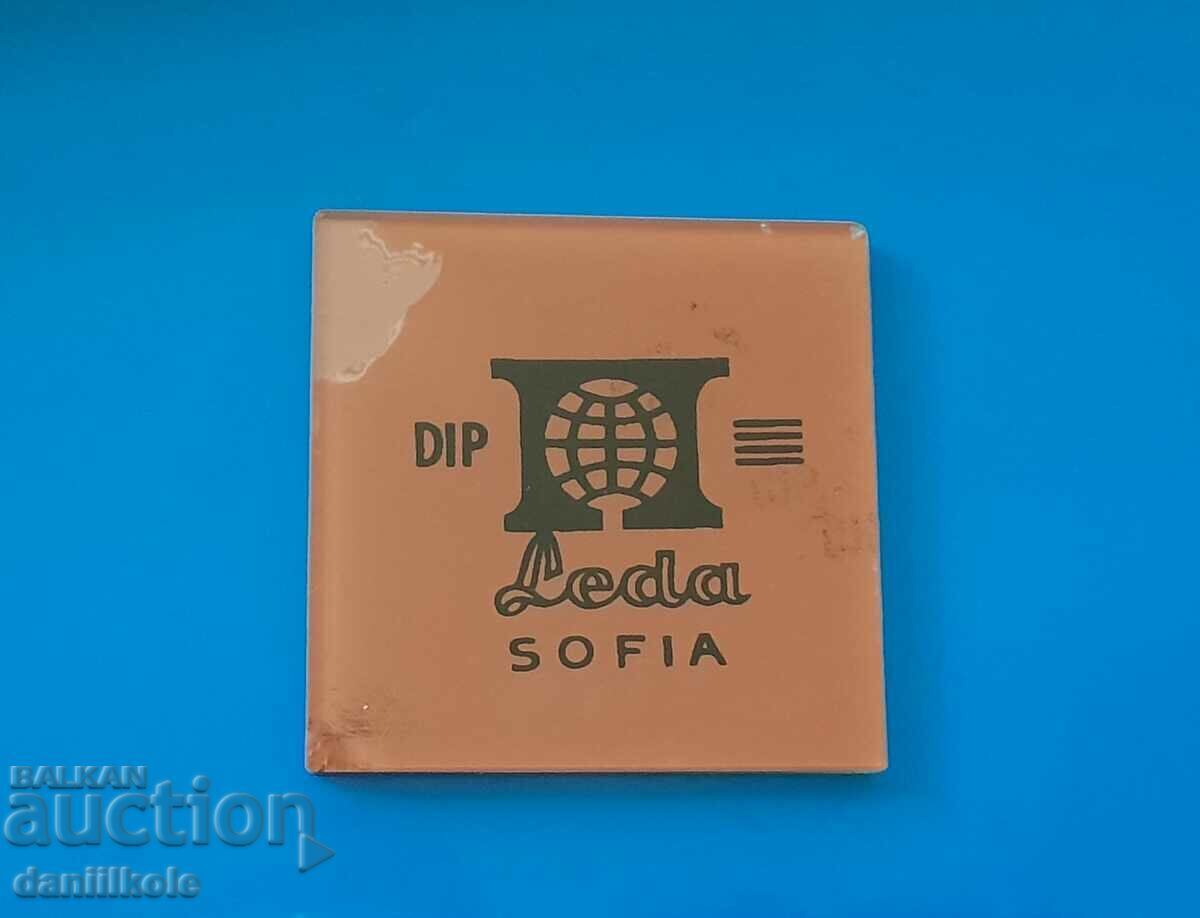 DIP
Leda
SOFIA
BALKAN
auction
daniilkole